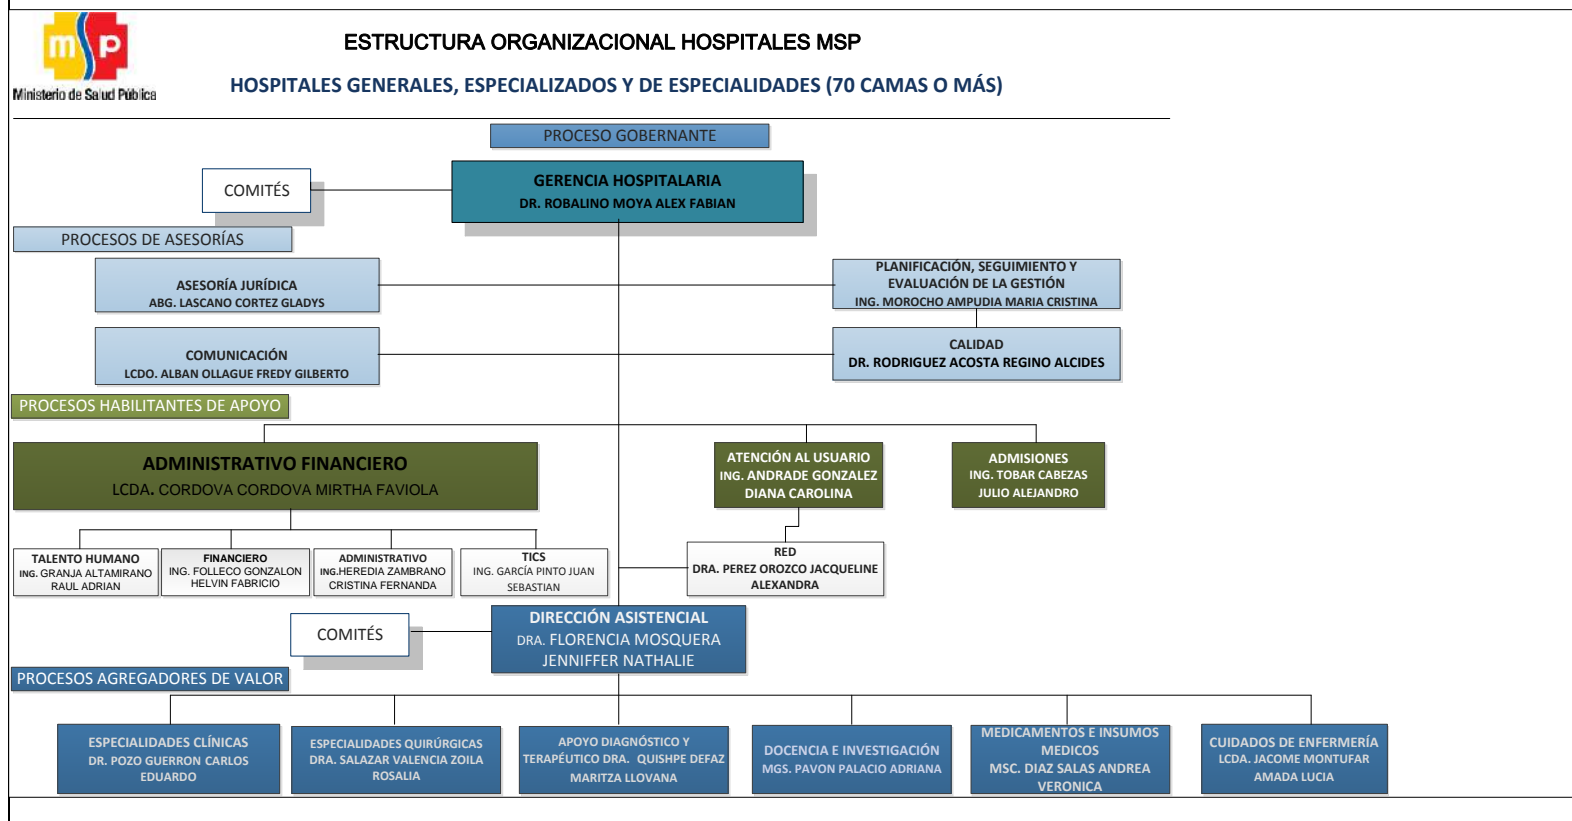 msp
Ministerio de Salud Pública
ESTRUCTURA ORGANIZACIONAL HOSPITALES MSP
HOSPITALES GENERALES, ESPECIALIZADOS Y DE ESPECIALIDADES (70 CAMAS O MÁS)
PROCESO GOBERNANTE
COMITÉS
GERENCIA HOSPITALARIA
DR. ROBALINO MOYA ALEX FABIAN
PROCESOS DE ASESORÍAS
ASESORÍA JURÍDICA
ABG. LASCANO CORTEZ GLADYS
PLANIFICACIÓN, SEGUIMIENTO Y
EVALUACIÓN DE LA GESTIÓN
ING. MOROCHO AMPUDIA MARIA CRISTINA
COMUNICACIÓN
LCDO. ALBAN OLLAGUE FREDY GILBERTO
CALIDAD
DR. RODRIGUEZ ACOSTA REGINO ALCIDES
PROCESOS HABILITANTES DE APOYO
ADMINISTRATIVO FINANCIERO
LCDA. CORDOVA CORDOVA MIRTHA FAVIOLA
ATENCIÓN AL USUARIO
ING. ANDRADE GONZALEZ
DIANA CAROLINA
ADMISIONES
ING. TOBAR CABEZAS
JULIO ALEJANDRO
TALENTO HUMANO
ING. GRANJA ALTAMIRANO
RAUL ADRIAN
FINANCIERO
ING. FOLLECO GONZALON
HELVIN FABRICIO
ADMINISTRATIVO
ING.HEREDIA ZAMBRANO
CRISTINA FERNANDA
TICS
ING. GARCÍA PINTO JUAN
SEBASTIAN
RED
DRA. PEREZ OROZCO JACQUELINE
ALEXANDRA
COMITÉS
DIRECCIÓN ASISTENCIAL
DRA. FLORENCIA MOSQUERA
JENNIFFER NATHALIE
PROCESOS AGREGADORES DE VALOR
ESPECIALIDADES CLÍNICAS
DR. POZO GUERRON CARLOS
EDUARDO
ESPECIALIDADES QUIRÚRGICAS
DRA. SALAZAR VALENCIA ZOILA
ROSALIA
APOYO DIAGNÓSTICO Y
TERAPÉUTICO DRA. QUISHPE DEFAZ
MARITZA LLOVANA
DOCENCIA E INVESTIGACIÓN
MGS. PAVON PALACIO ADRIANA
MEDICAMENTOS E INSUMOS
MEDICOS
MSC. DIAZ SALAS ANDREA
VERONICA
CUIDADOS DE ENFERMERÍA
LCDA. JACOME MONTUFAR
AMADA LUCIA